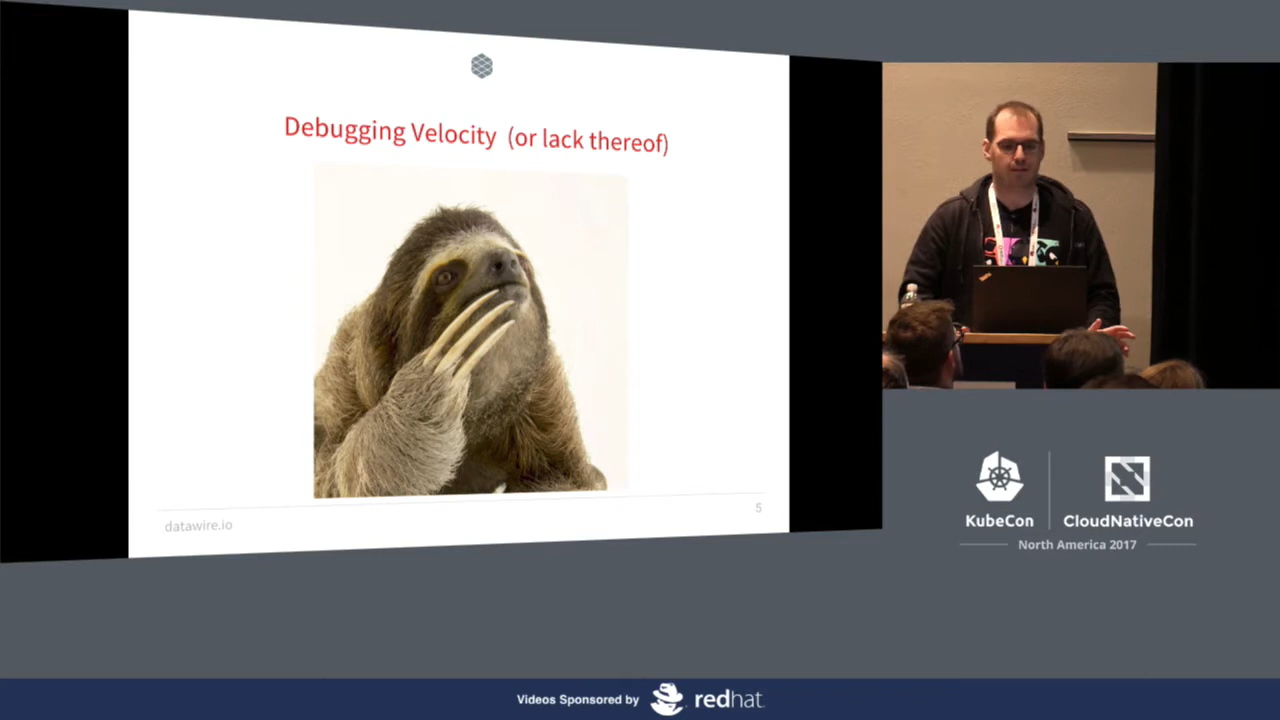 Debugging Velocity (or lack thereof)
datawire.io
5
KubeCon
CloudNativeCon
North America 2017
Videos Sponsored by
redhat